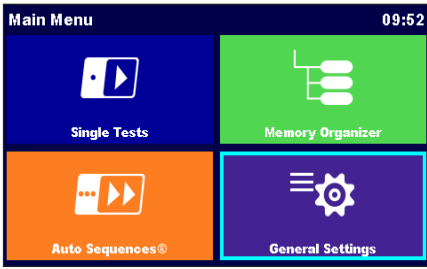 Main Menu 09:52
Single Tests
Memory Organizer
Auto Sequences®
General Settings